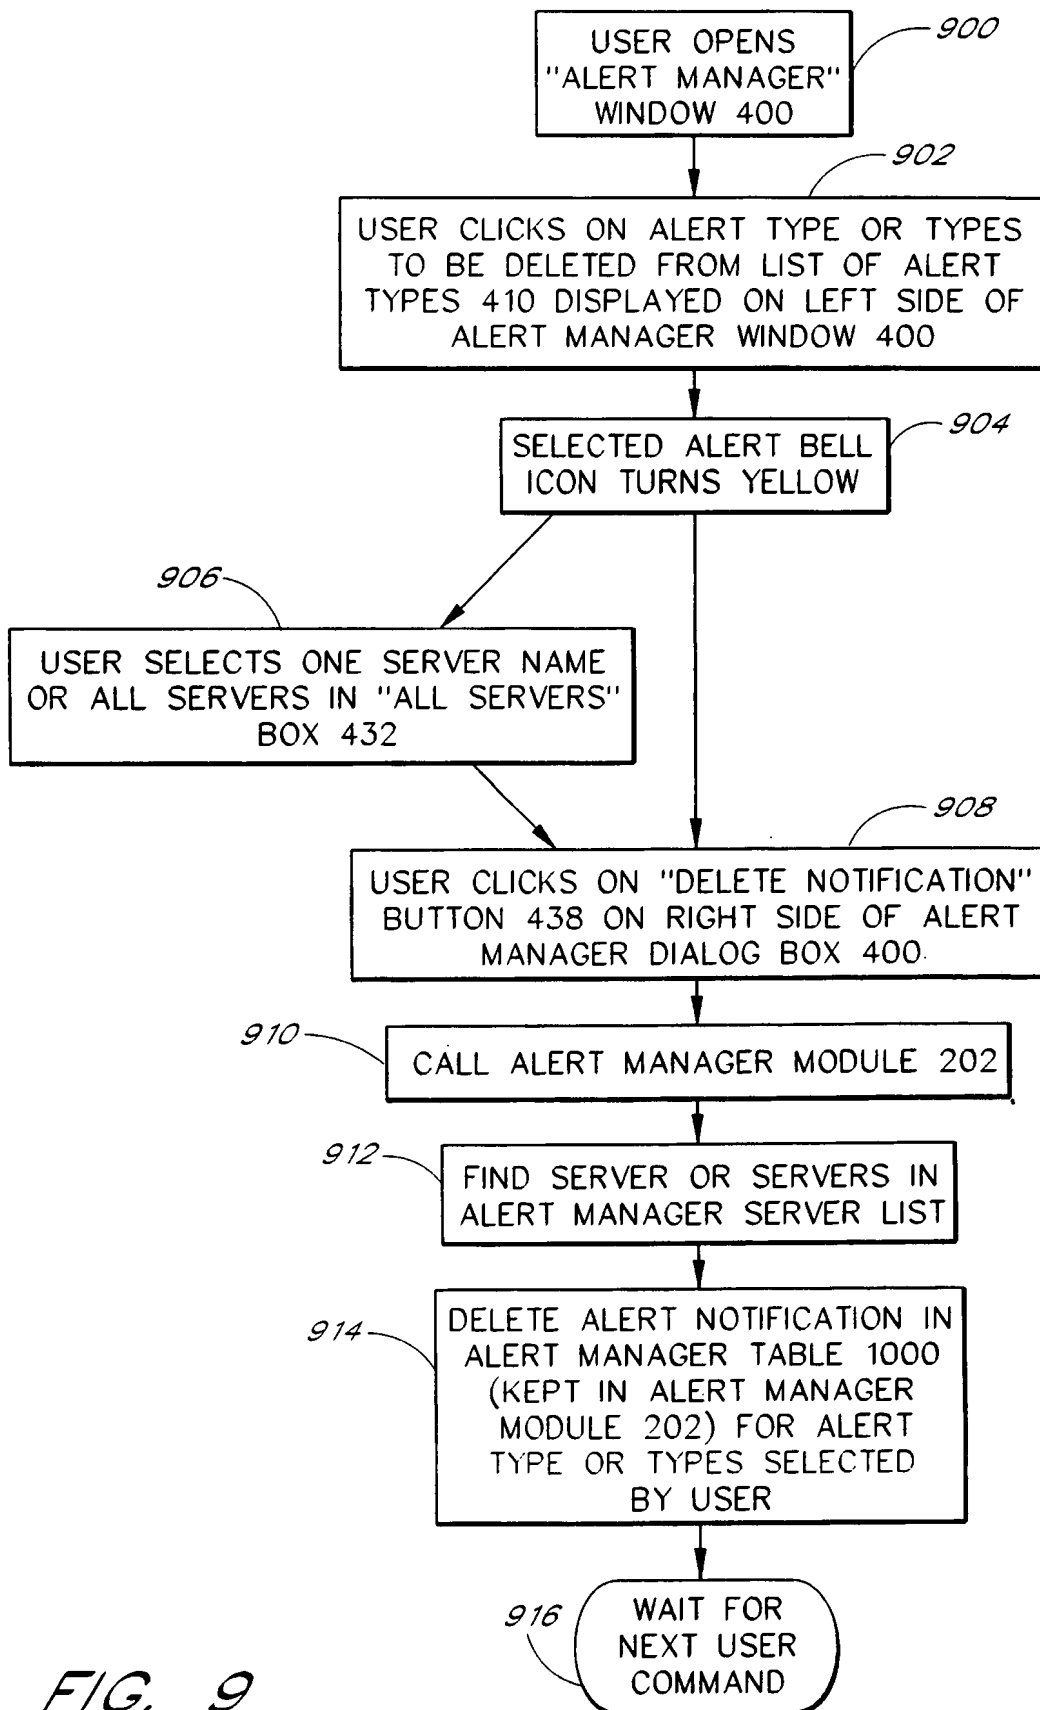 900
USER OPENS
"ALERT MANAGER"
WINDOW 400
902
USER CLICKS ON ALERT TYPE OR TYPES
TO BE DELETED FROM LIST OF ALERT
TYPES 410 DISPLAYED ON LEFT SIDE OF
ALERT MANAGER WINDOW 400
904
SELECTED ALERT BELL
ICON TURNS YELLOW
906
USER SELECTS ONE SERVER NAME
OR ALL SERVERS IN "ALL SERVERS"
BOX 432
908
USER CLICKS ON "DELETE NOTIFICATION"
BUTTON 438 ON RIGHT SIDE OF ALERT
MANAGER DIALOG BOX 400
910
CALL ALERT MANAGER MODULE 202
912
FIND SERVER OR SERVERS IN
ALERT MANAGER SERVER LIST
914
DELETE ALERT NOTIFICATION IN
ALERT MANAGER TABLE 1000
(KEPT IN ALERT MANAGER
MODULE 202) FOR ALERT
TYPE OR TYPES SELECTED
BY USER
916
WAIT FOR
NEXT USER
COMMAND
FIG. 9